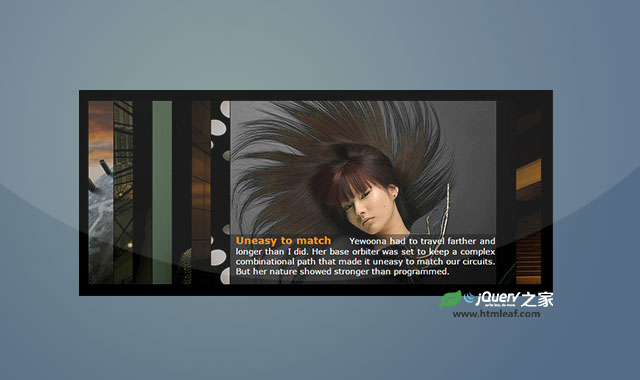 Uneasy to match Yewoona had to travel farther and
longer than I did. Her base orbiter was set to keep a complex
combinational path that made it uneasy to match our circuits.
But her nature showed stronger than programmed.
jQuery之家
www.htmleaf.com